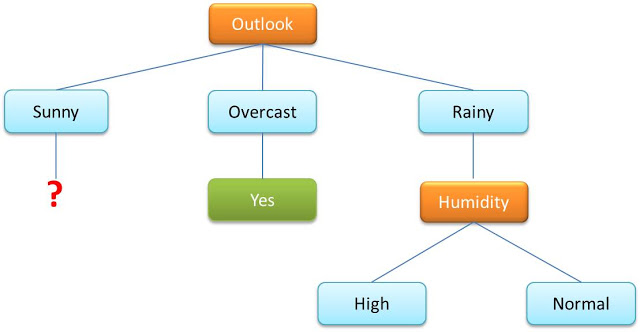 Outlook
Sunny
Overcast
Rainy
?
Yes
Humidity
High
Normal